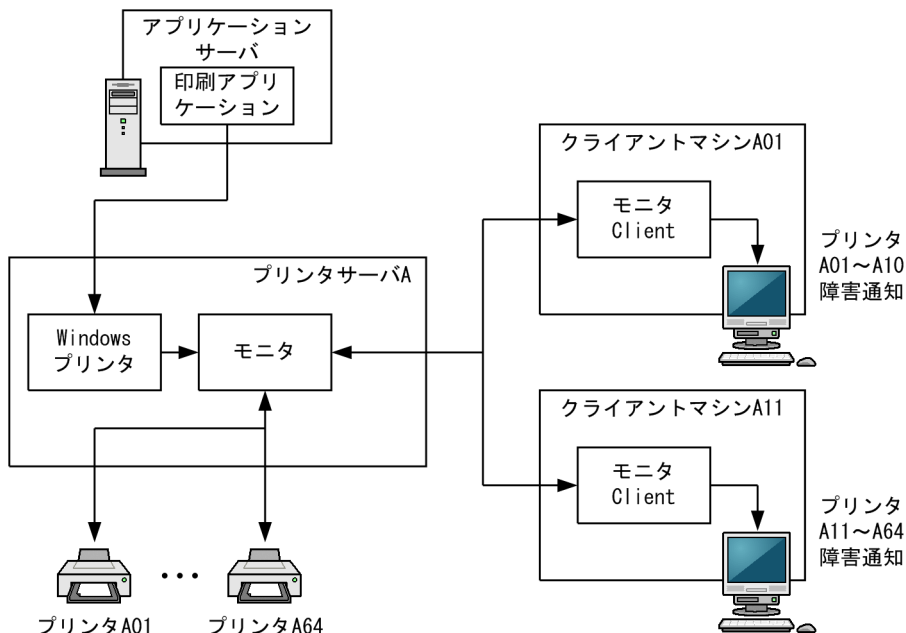 アプリケーション
サーバ
印刷アプリ
ケーション
クライアントマシンA01
モニタ
Client
プリンタ
A01～A10
障害通知
プリンタサーバA
Windows
プリンタ
モニタ
クライアントマシンA11
モニタ
Client
プリンタ
A11～A64
障害通知
･･･
プリンタA01
プリンタA64